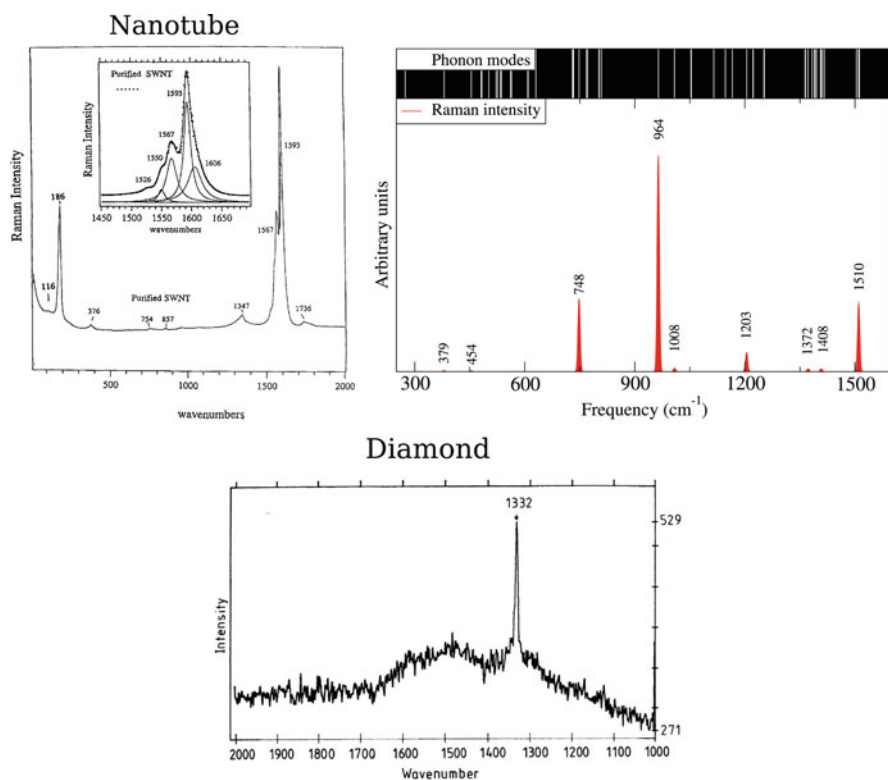 Nanotube
Purified SWNT
1593
1567
1550
1526
1606
Raman Intensity
1450 1500 1550 1600 1650
wavenumbers
Raman Intensity
186
116
376
Purified SWNT
754
857
1347
1567
1593
1736
500 1000 1500 2000
wavenumbers
Phonon modes
Raman intensity
Arbitrary units
379
454
748
964
1008
1203
1372
1408
1510
300 600 900 1200 1500
Frequency (cm⁻¹)
Diamond
1332
529
271
Intensity
2000 1900 1800 1700 1600 1500 1400 1300 1200 1100 1000
Wavenumber